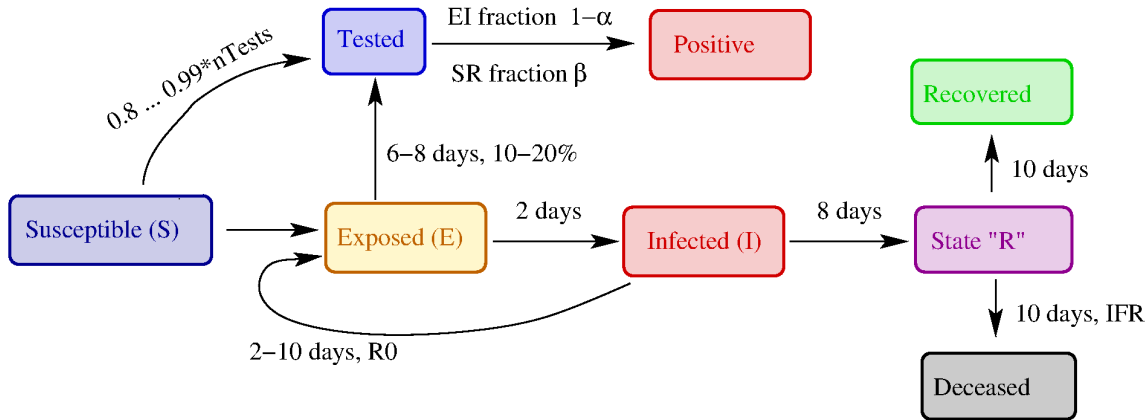 Tested
EI fraction 1−α
SR fraction β
Positive
0.8 ... 0.99*nTests
Recovered
6−8 days, 10−20%
10 days
Susceptible (S)
Exposed (E)
2 days
Infected (I)
8 days
State "R"
2−10 days, R0
10 days, IFR
Deceased